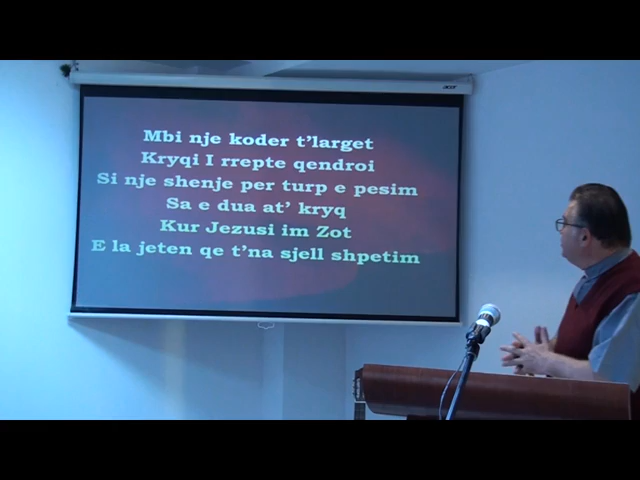 acer
Mbi nje koder t'larget
Kryqi I rrepte qendroi
Si nje shenje per turp e pesim
Sa e dua at' kryq
Kur Jezusi im Zot
E la jeten qe t'na sjell shpetim